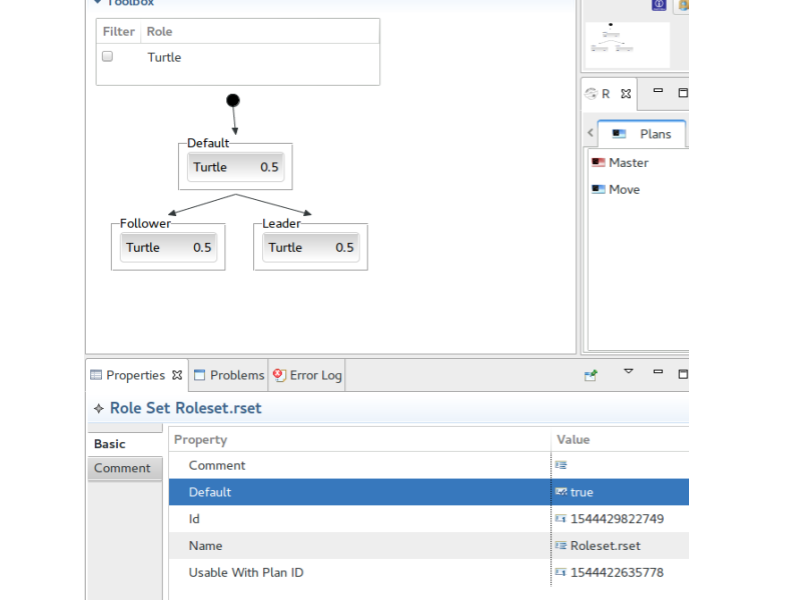 Toolbox
Filter Role
Turtle
Default
Turtle 0.5
Follower Leader
Turtle 0.5 Turtle 0.5
R
Plans
Master
Move
Properties Problems Error Log
Role Set Roleset.rset
Basic
Comment
Property Value
Comment
Default true
Id 1544429822749
Name Roleset.rset
Usable With Plan ID 1544422635778